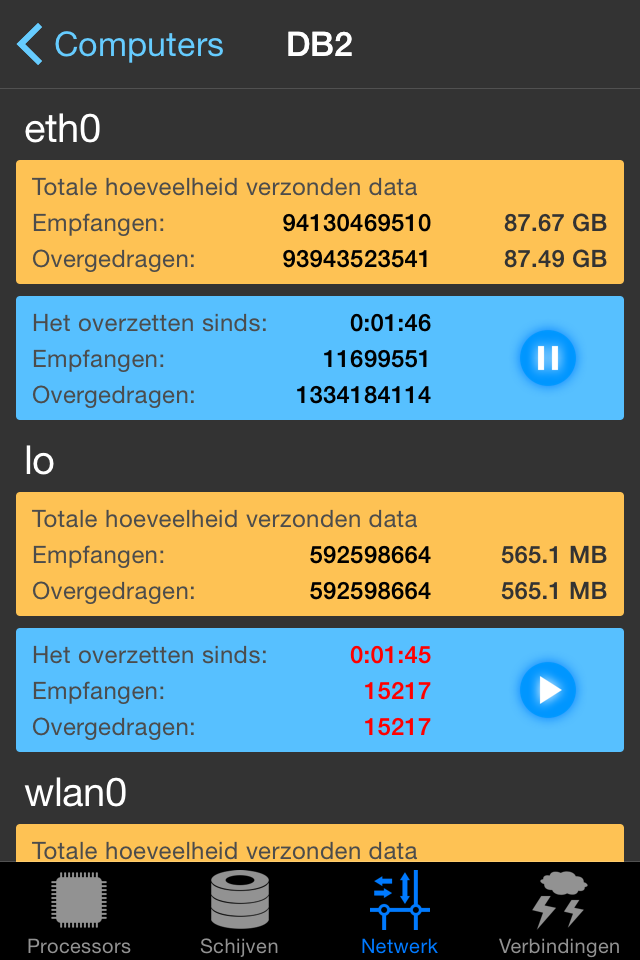 Computers DB2
eth0
Totale hoeveelheid verzonden data
Empfangen: 94130469510 87.67 GB
Overgedragen: 93943523541 87.49 GB
Het overzetten sinds: 0:01:46
Empfangen: 11699551
Overgedragen: 1334184114
lo
Totale hoeveelheid verzonden data
Empfangen: 592598664 565.1 MB
Overgedragen: 592598664 565.1 MB
Het overzetten sinds: 0:01:45
Empfangen: 15217
Overgedragen: 15217
wlan0
Totale hoeveelheid verzonden data
Processors Schijven Netwerk Verbindingen